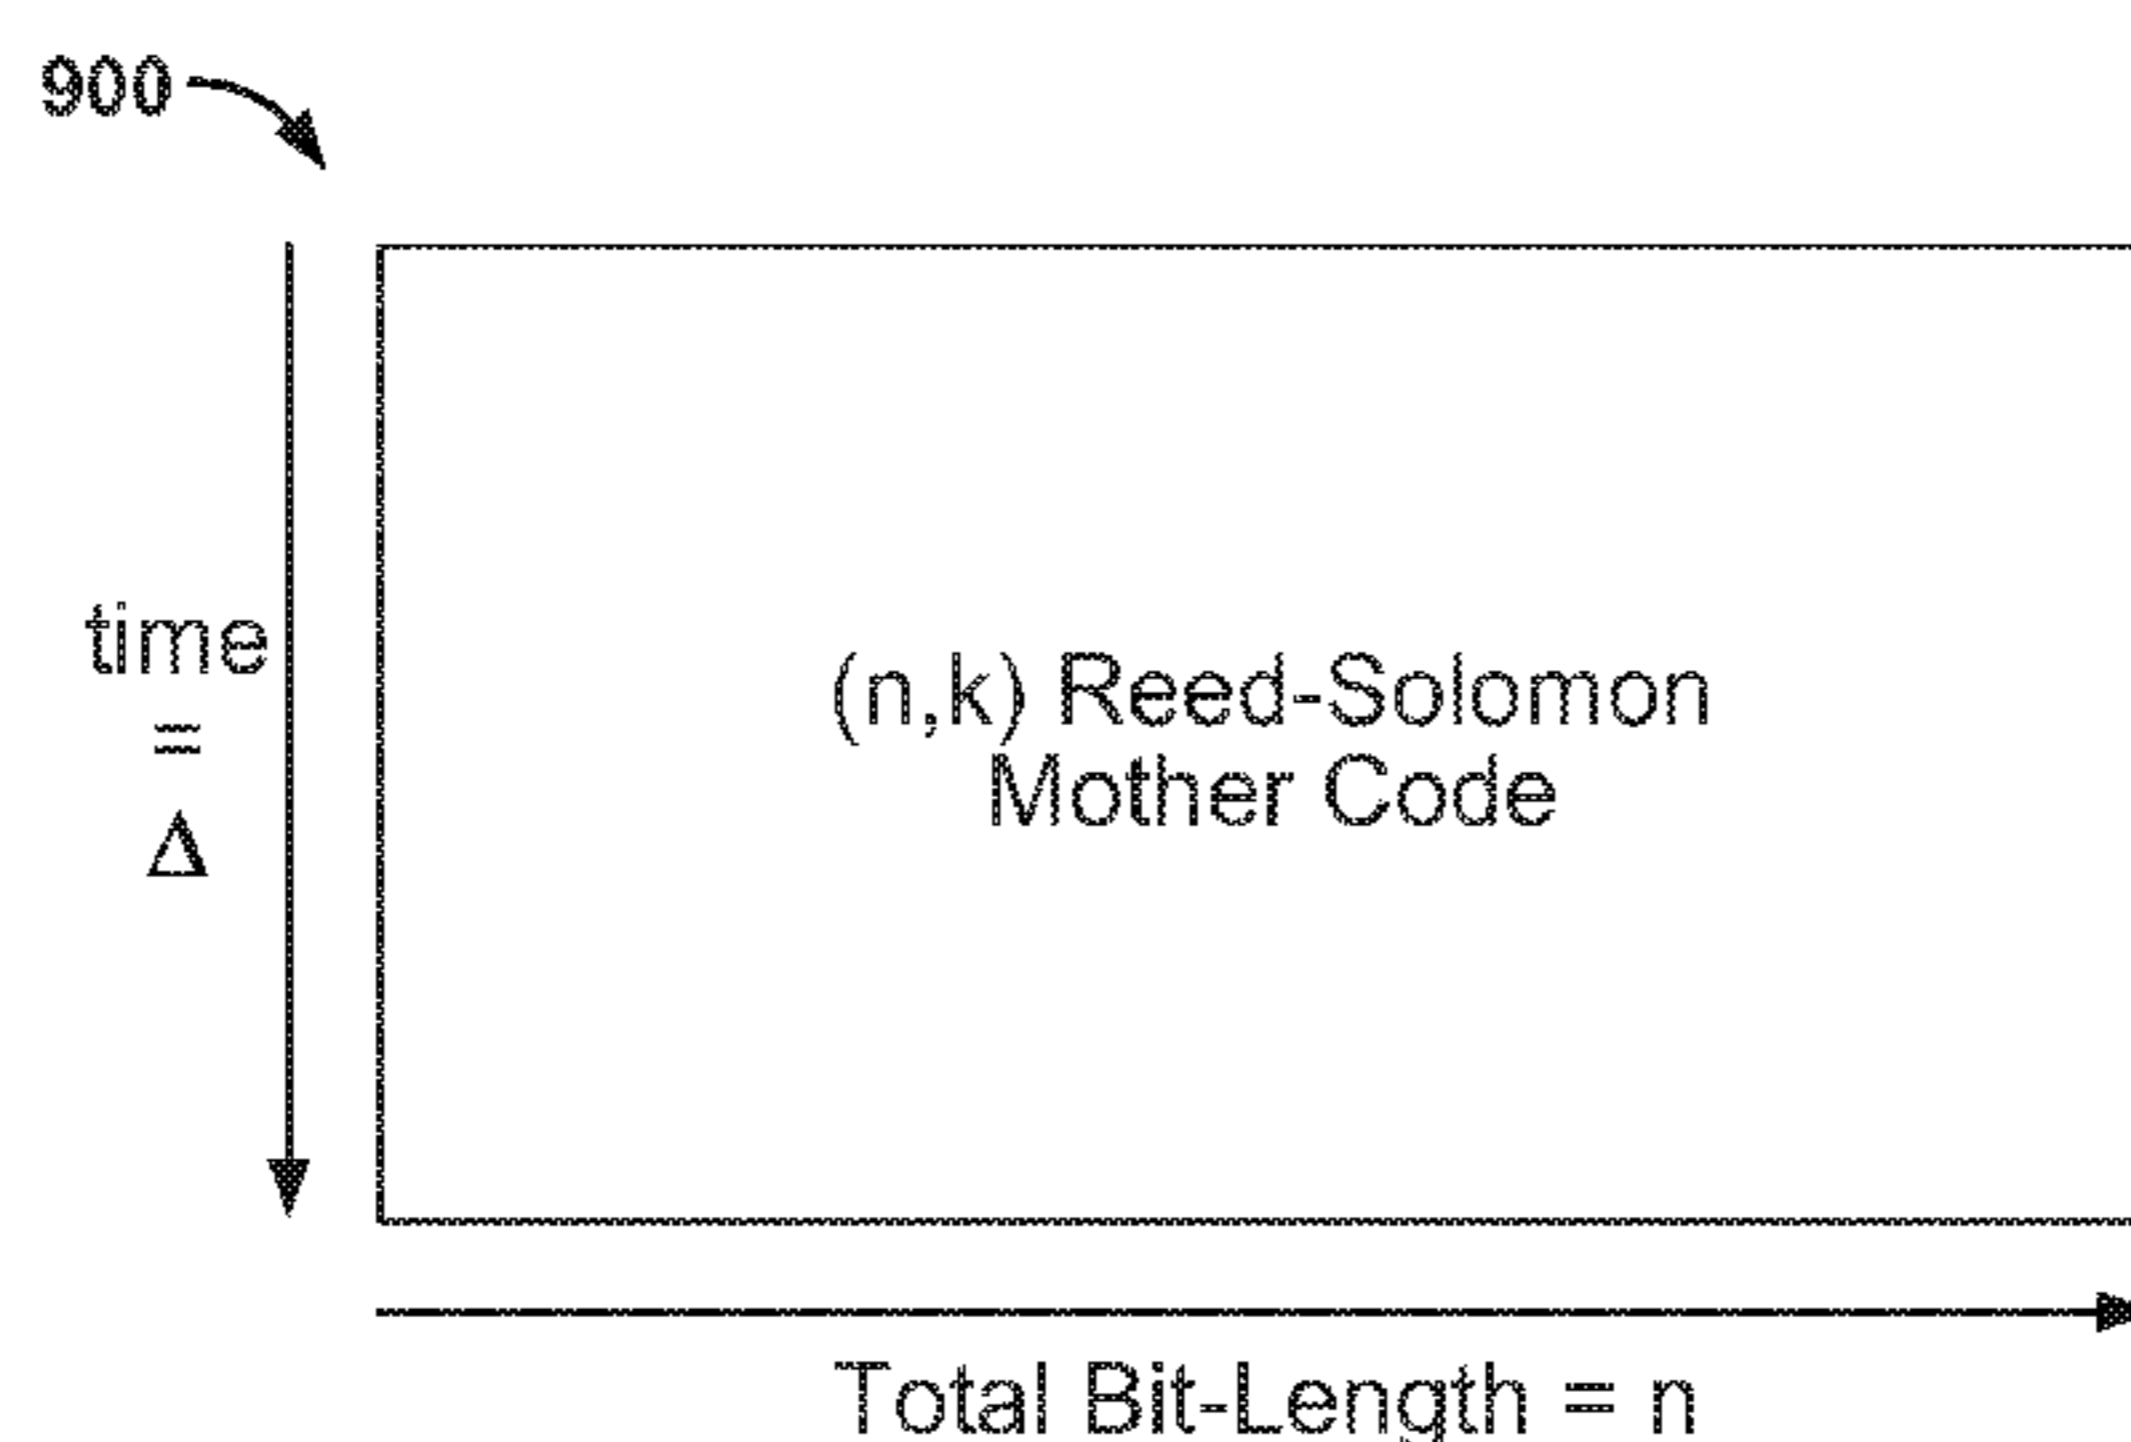 900
time
=
Δ
(n,k) Reed-Solomon
Mother Code
Total Bit-Length = n